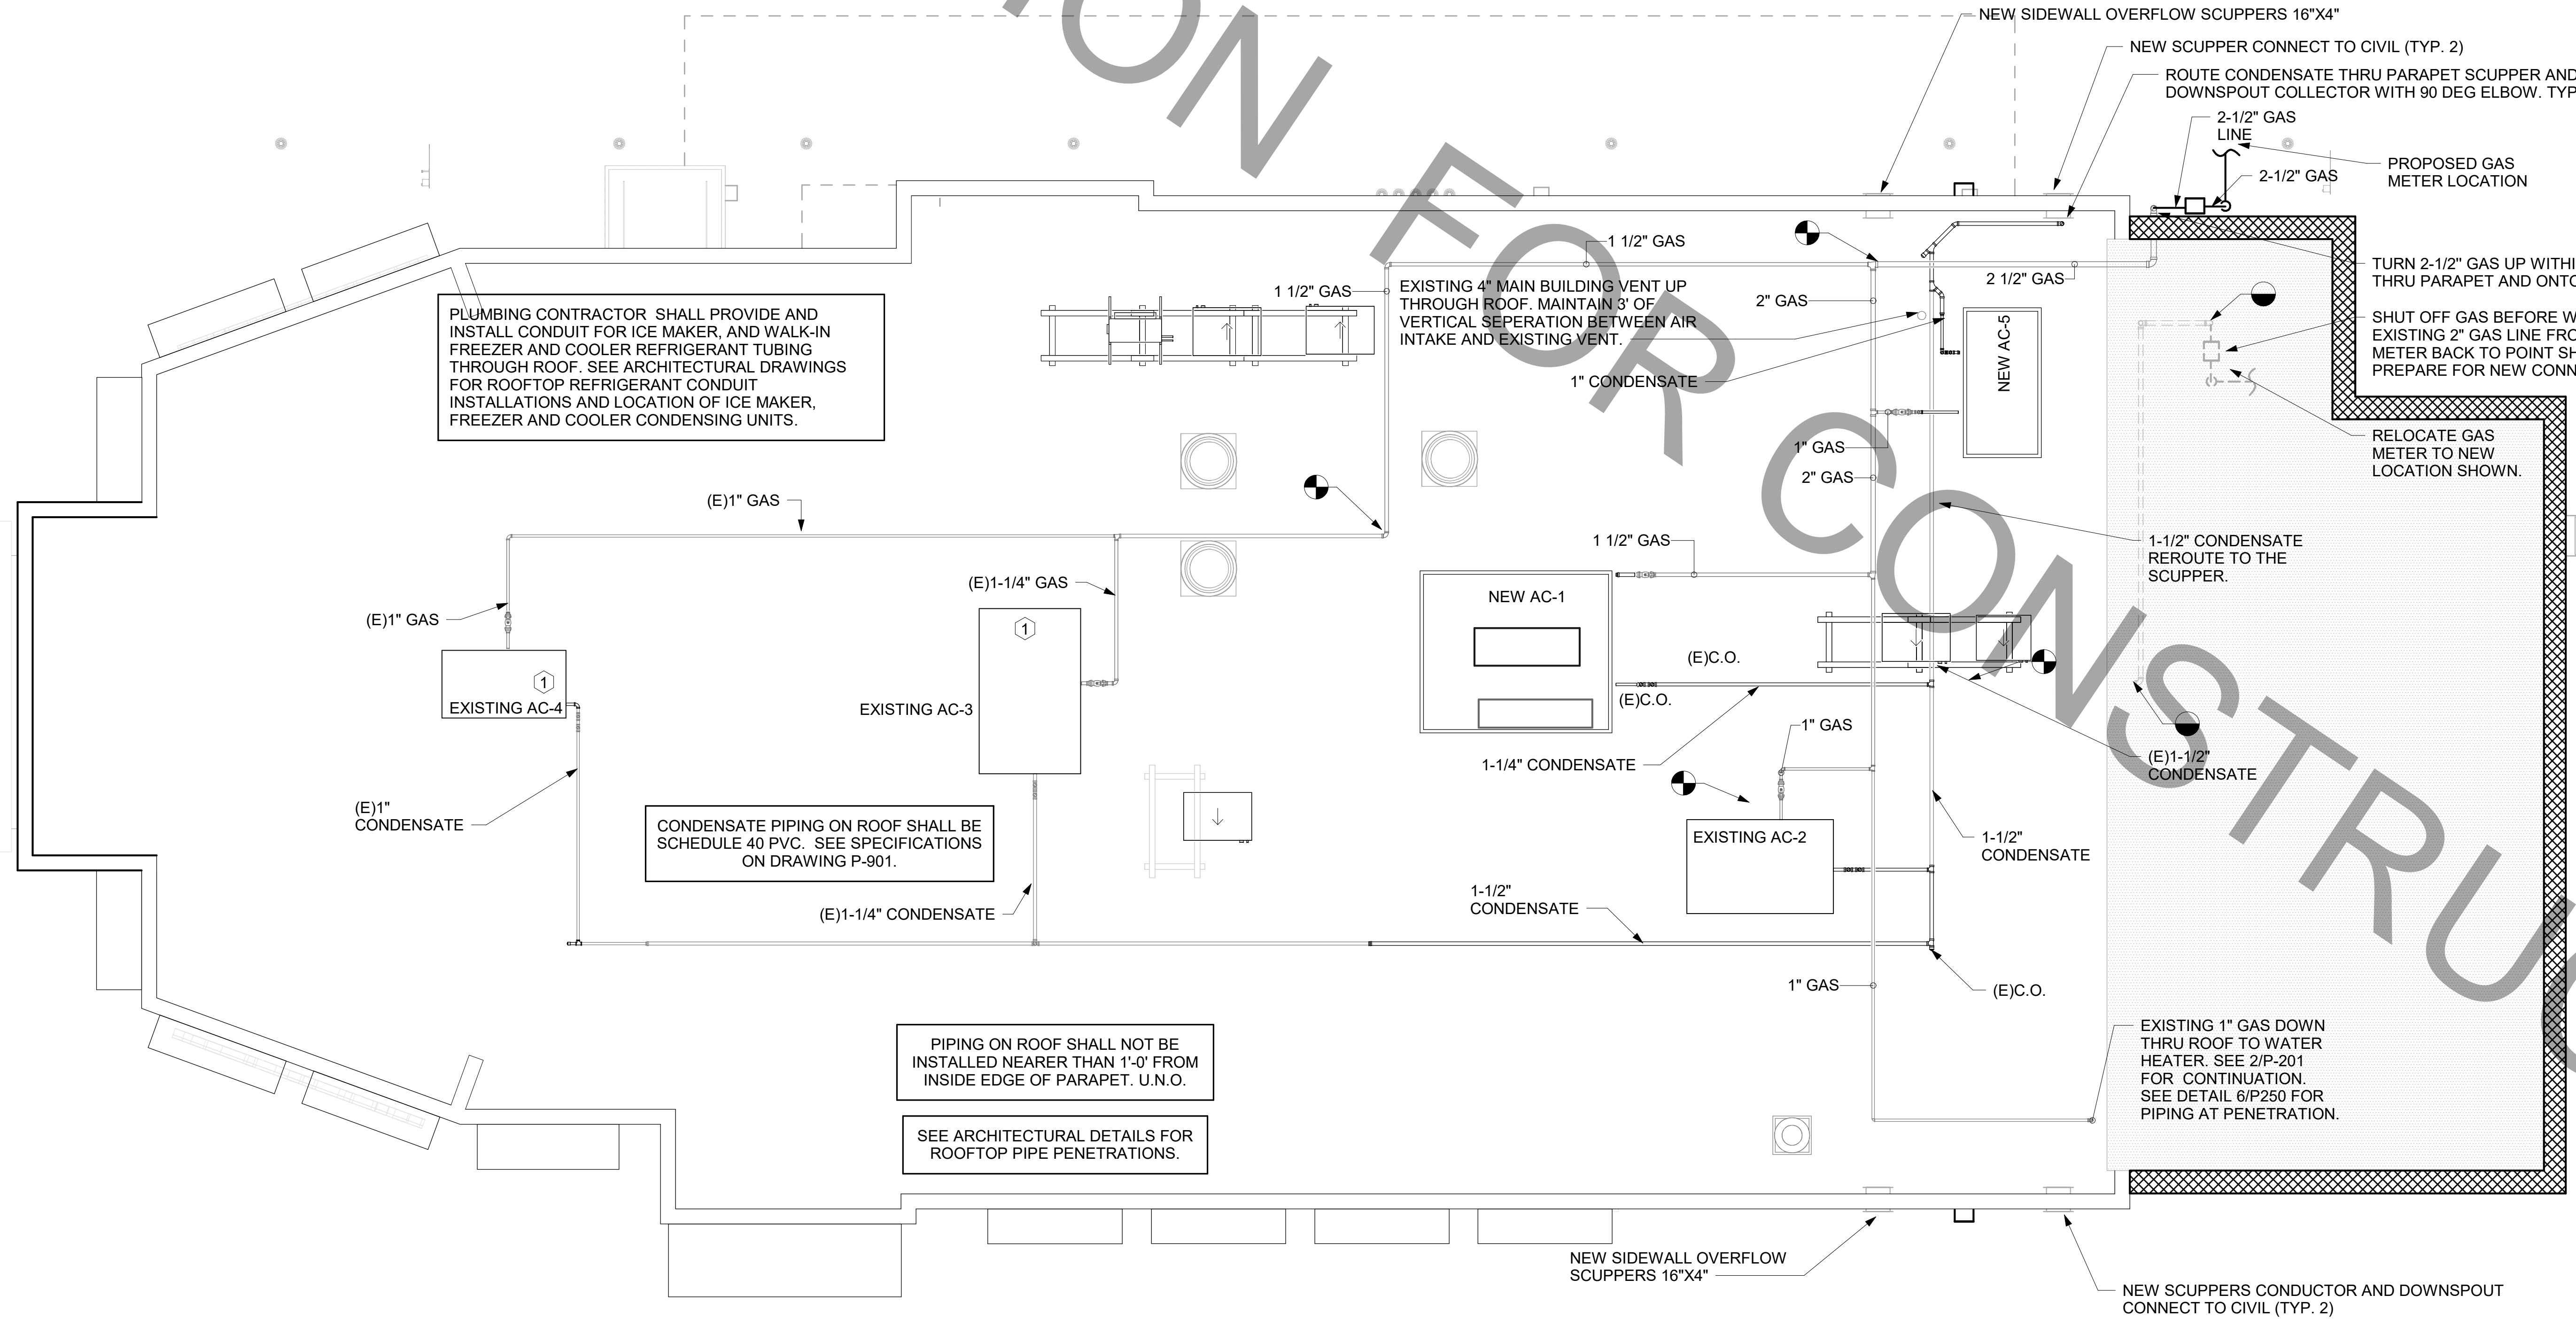 NEW SIDEWALL OVERFLOW SCUPPERS 16"X4"
NEW SCUPPER CONNECT TO CIVIL (TYP. 2)
ROUTE CONDENSATE THRU PARAPET SCUPPER AND
DOWNSPOUT COLLECTOR WITH 90 DEG ELBOW. TYP
2-1/2" GAS
LINE
PROPOSED GAS
METER LOCATION
2-1/2" GAS
TURN 2-1/2" GAS UP WITHI
THRU PARAPET AND ONTO
SHUT OFF GAS BEFORE W
EXISTING 2" GAS LINE FRO
METER BACK TO POINT SH
PREPARE FOR NEW CONN
RELOCATE GAS
METER TO NEW
LOCATION SHOWN.
1 1/2" GAS
1 1/2" GAS
EXISTING 4" MAIN BUILDING VENT UP
THROUGH ROOF. MAINTAIN 3' OF
VERTICAL SEPERATION BETWEEN AIR
INTAKE AND EXISTING VENT.
2" GAS
2 1/2" GAS
NEW AC-5
1" CONDENSATE
1" GAS
2" GAS
PLUMBING CONTRACTOR SHALL PROVIDE AND
INSTALL CONDUIT FOR ICE MAKER, AND WALK-IN
FREEZER AND COOLER REFRIGERANT TUBING
THROUGH ROOF. SEE ARCHITECTURAL DRAWINGS
FOR ROOFTOP REFRIGERANT CONDUIT
INSTALLATIONS AND LOCATION OF ICE MAKER,
FREEZER AND COOLER CONDENSING UNITS.
(E)1" GAS
(E)1" GAS
(E)1-1/4" GAS
1 1/2" GAS
1-1/2" CONDENSATE
REROUTE TO THE
SCUPPER.
NEW AC-1
1
1
EXISTING AC-4
EXISTING AC-3
(E)C.O.
(E)C.O.
1" GAS
1-1/4" CONDENSATE
(E)1-1/2"
CONDENSATE
(E)1"
CONDENSATE
CONDENSATE PIPING ON ROOF SHALL BE
SCHEDULE 40 PVC. SEE SPECIFICATIONS
ON DRAWING P-901.
EXISTING AC-2
1-1/2"
CONDENSATE
(E)1-1/4" CONDENSATE
1-1/2"
CONDENSATE
1" GAS
(E)C.O.
PIPING ON ROOF SHALL NOT BE
INSTALLED NEARER THAN 1'-0' FROM
INSIDE EDGE OF PARAPET. U.N.O.
SEE ARCHITECTURAL DETAILS FOR
ROOFTOP PIPE PENETRATIONS.
EXISTING 1" GAS DOWN
THRU ROOF TO WATER
HEATER. SEE 2/P-201
FOR CONTINUATION.
SEE DETAIL 6/P250 FOR
PIPING AT PENETRATION.
NEW SIDEWALL OVERFLOW
SCUPPERS 16"X4"
NEW SCUPPERS CONDUCTOR AND DOWNSPOUT
CONNECT TO CIVIL (TYP. 2)
ION FOR CONSTRUC